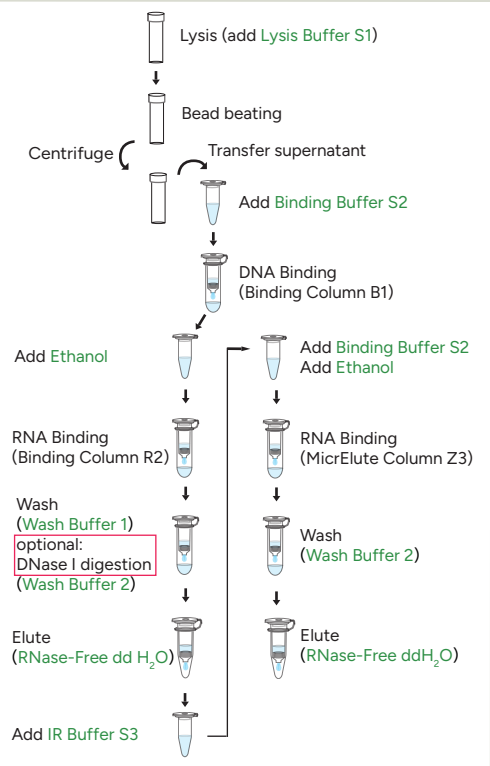 Lysis (add Lysis Buffer S1)
Bead beating
Centrifuge
Transfer supernatant
Add Binding Buffer S2
DNA Binding
(Binding Column B1)
Add Ethanol
RNA Binding
(Binding Column R2)
Wash
(Wash Buffer 1)
optional:
DNase I digestion
(Wash Buffer 2)
Elute
(RNase-Free dd H₂O)
Add IR Buffer S3
Add Binding Buffer S2
Add Ethanol
RNA Binding
(MicrElute Column Z3)
Wash
(Wash Buffer 2)
Elute
(RNase-Free ddH₂O)